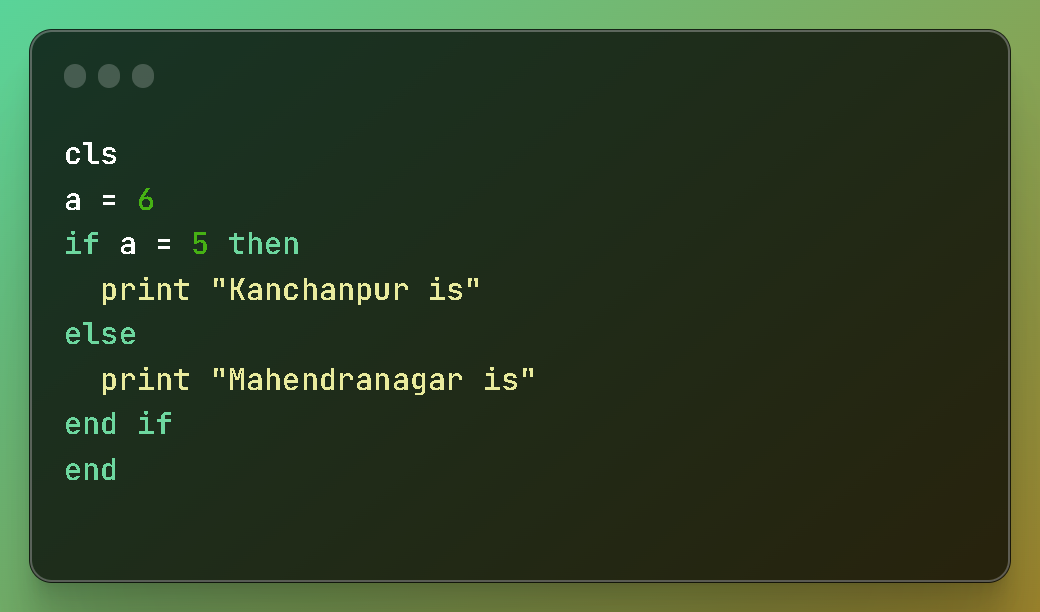 cls
a = 6
if a = 5 then
  print "Kanchanpur is"
else
  print "Mahendranagar is"
end if
end